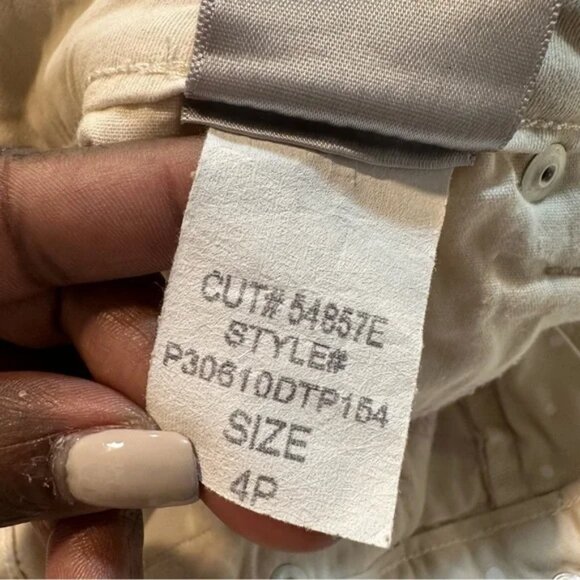 CUT# 54857E
STYLE#
P30610DTP154
SIZE
4P